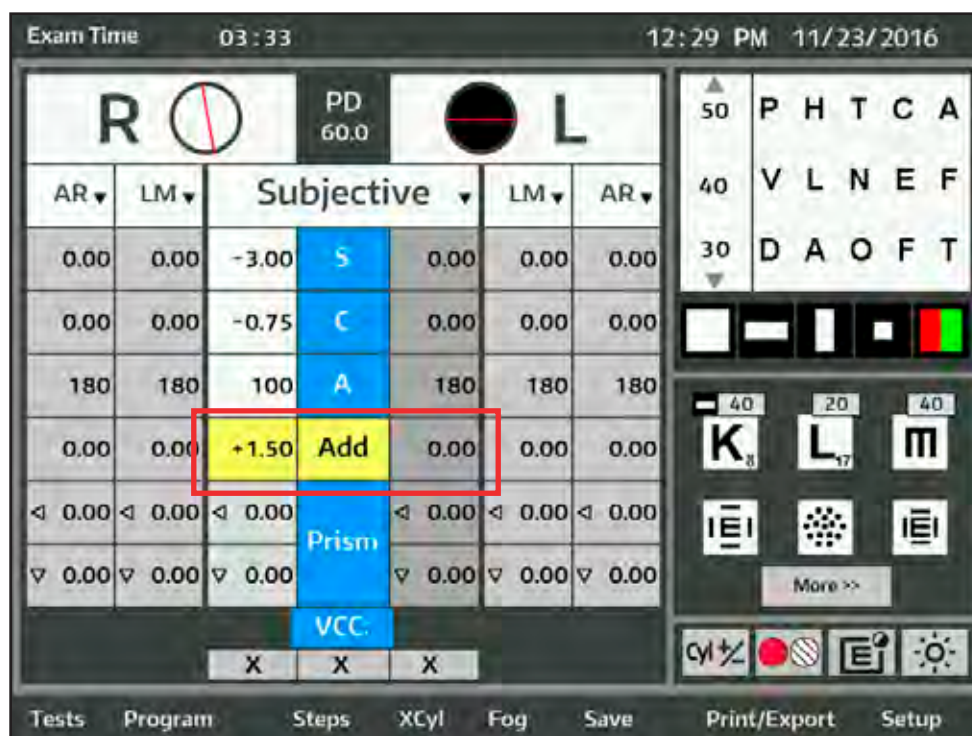 Exam Time 03:33 12:29 PM 11/23/2016
R PD 60.0 L
AR LM Subjective LM AR
0.00 0.00 -3.00 S 0.00 0.00 0.00
0.00 0.00 -0.75 C 0.00 0.00 0.00
180 180 100 A 180 180 180
0.00 0.00 +1.50 Add 0.00 0.00 0.00
0.00 0.00 0.00 Prism 0.00 0.00 0.00
0.00 0.00 0.00 0.00 0.00 0.00
VCC.
X X X
50 P H T C A
40 V L N E F
30 D A O F T
40 20 40
K8 L17 m
E E
More >>
Cyl +/- E
Tests Program Steps XCyl Fog Save Print/Export Setup